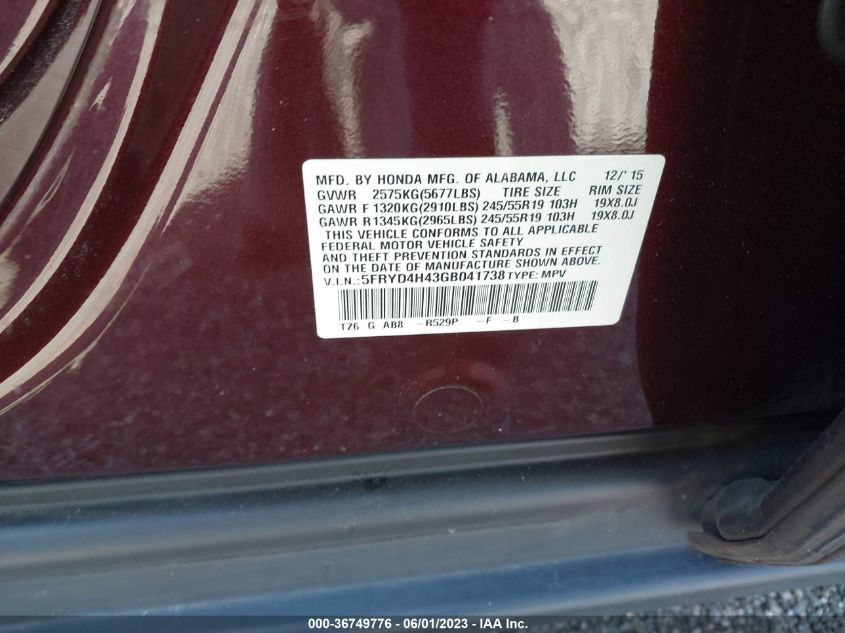 MFD. BY HONDA MFG. OF ALABAMA, LLC 12/'15
GVWR 2575KG(5677LBS) TIRE SIZE RIM SIZE
GAWR F 1320KG(2910LBS) 245/55R19 103H 19X8.0J
GAWR R1345KG(2965LBS) 245/55R19 103H 19X8.0J
THIS VEHICLE CONFORMS TO ALL APPLICABLE
FEDERAL MOTOR VEHICLE SAFETY
AND THEFT PREVENTION STANDARDS IN EFFECT
ON THE DATE OF MANUFACTURE SHOWN ABOVE.
V.I.N.:5FRYD4H43GB041738 TYPE: MPV
TZ6 G AB8 -R529P -F -B
000-36749776 - 06/01/2023 - IAAI Inc.